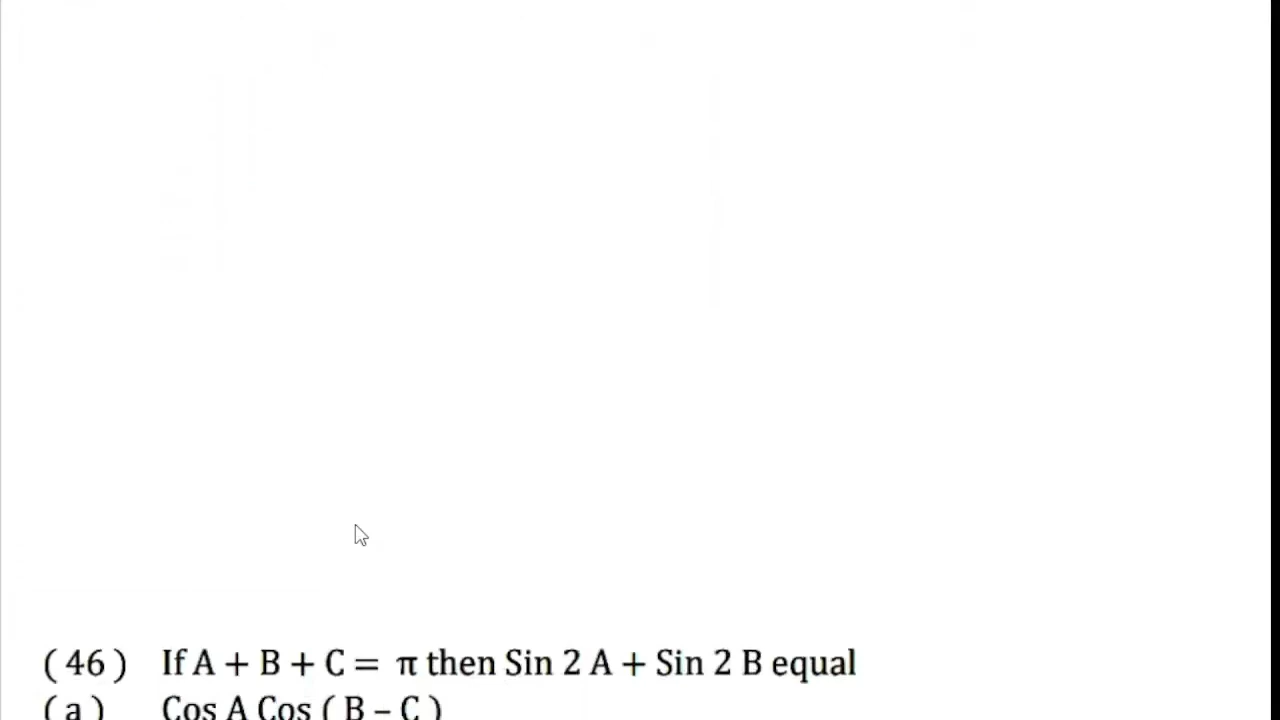 ( 46 ) If A + B + C = π then Sin 2 A + Sin 2 B equal
( a ) Cos A Cos ( B – C )